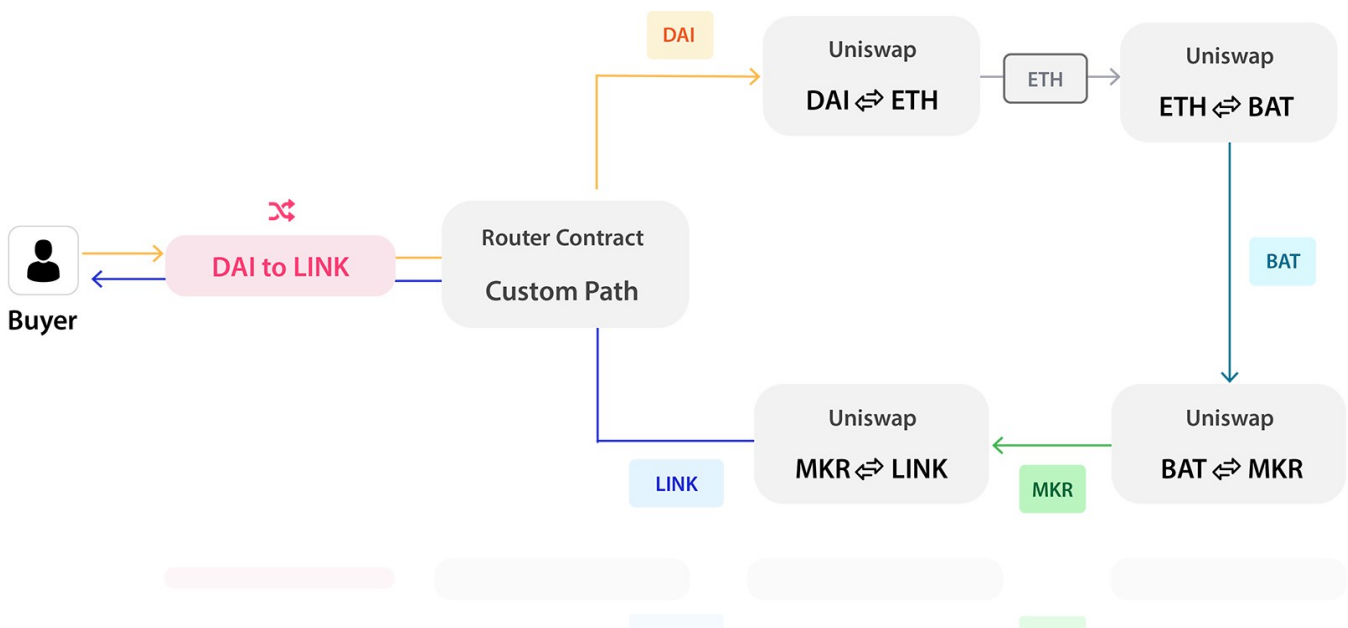 DAI
Uniswap
DAI ⇔ ETH
ETH
Uniswap
ETH ⇔ BAT
DAI to LINK
Buyer
Router Contract
Custom Path
BAT
Uniswap
MKR ⇔ LINK
LINK
MKR
Uniswap
BAT ⇔ MKR